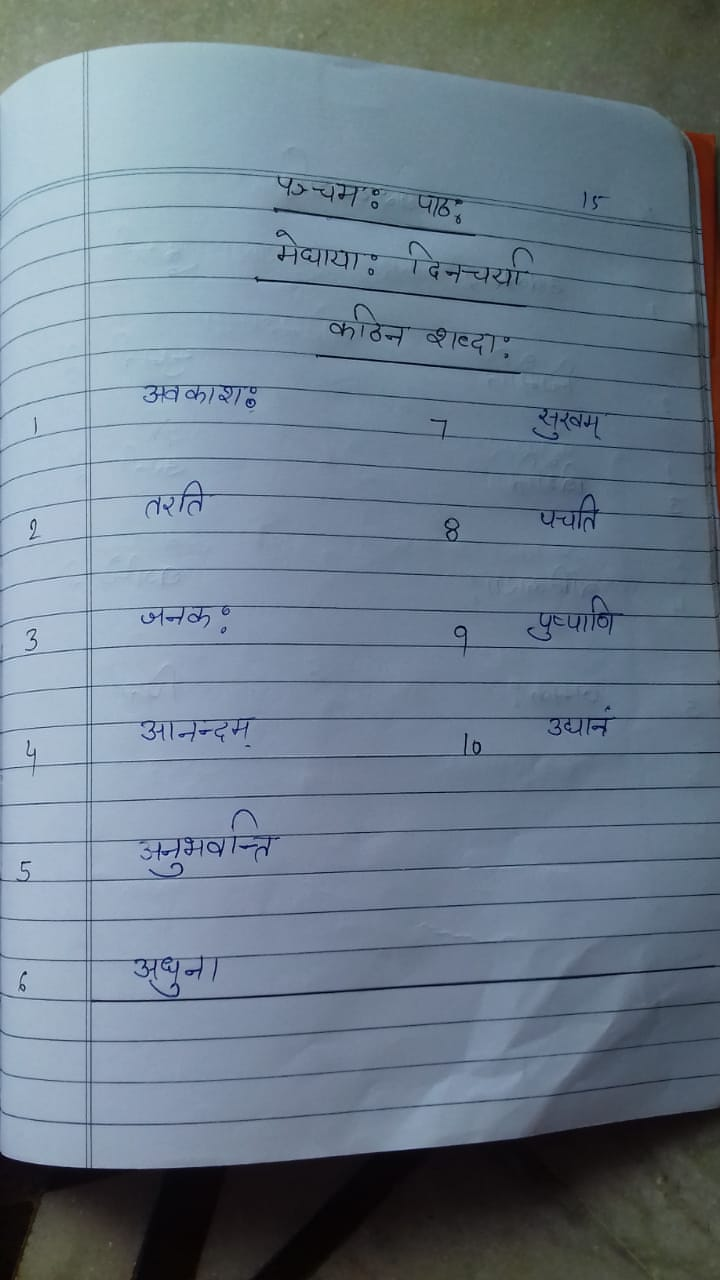 15
पञ्चमः पाठः
मेधायाः दिनचर्या
कठिन शब्दाः
1 अवकाशः 7 सुखम्
2 तरति 8 पचति
3 जनकः 9 पुष्पाणि
4 आनन्दम् 10 उद्यानं
5 अनुभवन्ति
6 अधुना